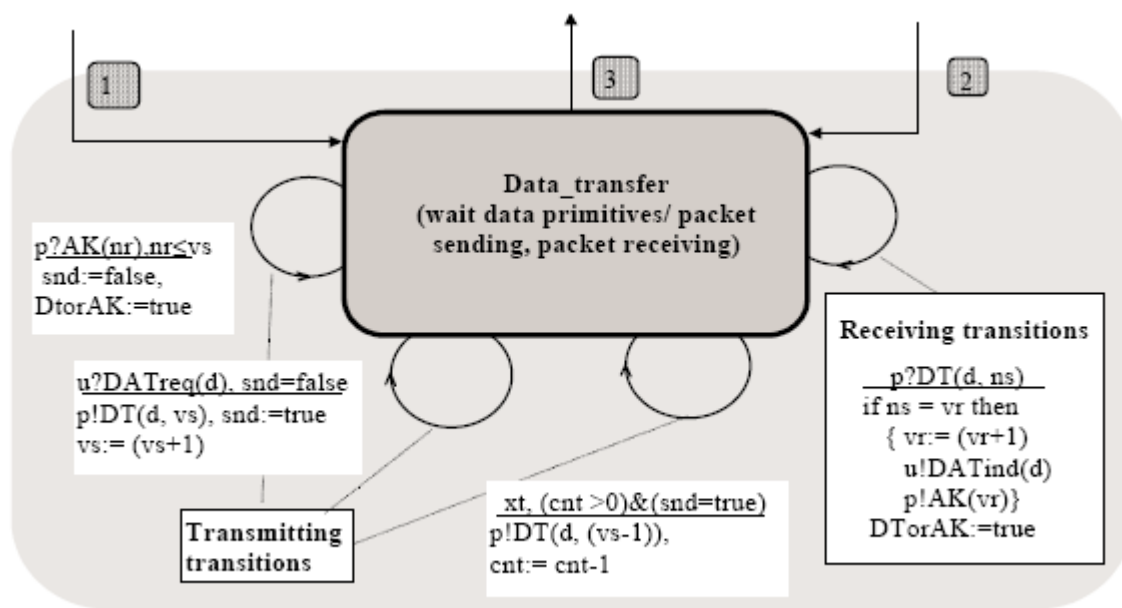 1
3
2
Data_transfer
(wait data primitives/ packet
sending, packet receiving)
p?AK(nr),nr≤vs
snd:=false,
DtorAK:=true
u?DATreq(d), snd=false
p!DT(d, vs), snd:=true
vs:= (vs+1)
Transmitting
transitions
xt, (cnt >0)&(snd=true)
p!DT(d, (vs-1)),
cnt:= cnt-1
Receiving transitions
p?DT(d, ns)
if ns = vr then
{ vr:= (vr+1)
u!DATind(d)
p!AK(vr)}
DTorAK:=true